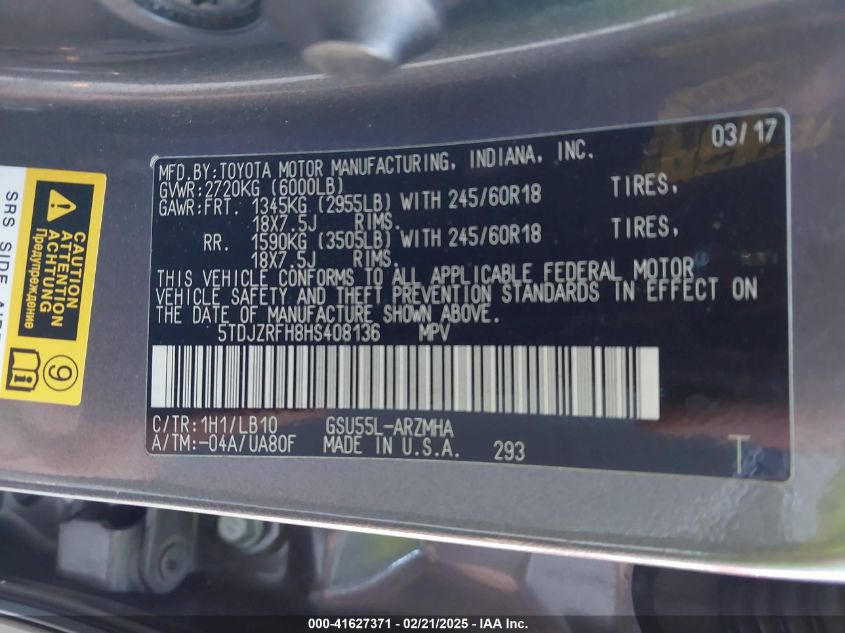 03/17
MFD.BY:TOYOTA MOTOR MANUFACTURING, INDIANA, INC.
GVWR:2720KG (6000LB)
GAWR:FRT. 1345KG (2955LB) WITH 245/60R18 TIRES,
18X7.5J RIMS.
RR. 1590KG (3505LB) WITH 245/60R18 TIRES,
18X7.5J RIMS.
THIS VEHICLE CONFORMS TO ALL APPLICABLE FEDERAL MOTOR
VEHICLE SAFETY AND THEFT PREVENTION STANDARDS IN EFFECT ON
THE DATE OF MANUFACTURE SHOWN ABOVE.
5TDJZRFH8HS408136 MPV
C/TR:1H1/LB10 GSU55L-ARZMHA
A/TM:-04A/UA80F MADE IN U.S.A. 293 T
SRS SIDE
CAUTION
ATTENTION
ACHTUNG
Предупреждение
9
000-41627371 - 02/21/2025 - IAA Inc.